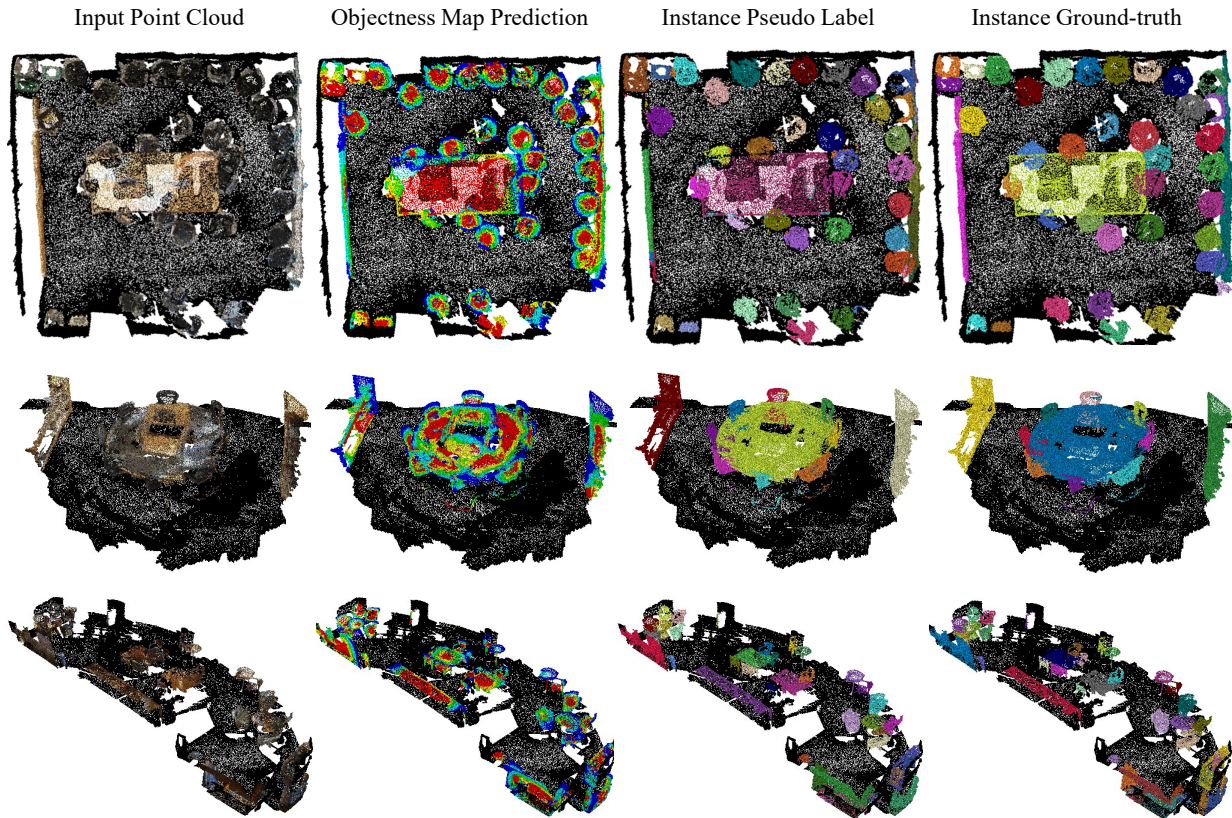 Input Point Cloud
Objectness Map Prediction
Instance Pseudo Label
Instance Ground-truth